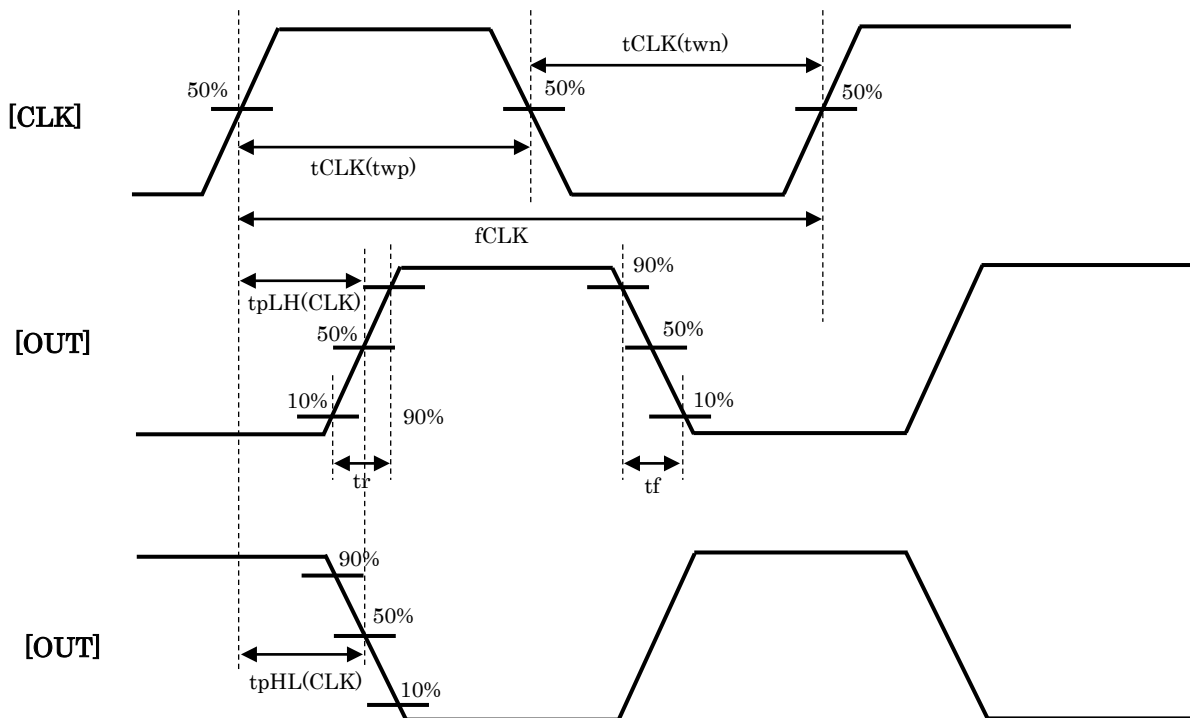 tCLK(twn)
50%
50%
50%
[CLK]
tCLK(twp)
fCLK
90%
tpLH(CLK)
50%
50%
[OUT]
10%
10%
90%
tr
tf
90%
50%
[OUT]
tpHL(CLK)
10%